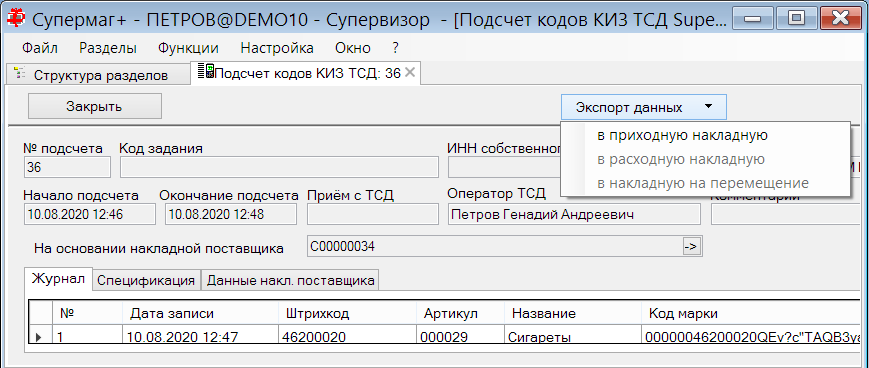 Супермаг+ - ПЕТРОВ@DEMO10 - Супервизор - [Подсчет кодов КИЗ ТСД Supe...
Файл Разделы Функции Настройка Окно ?
Структура разделов Подсчет кодов КИЗ ТСД: 36
Закрыть Экспорт данных
в приходную накладную
в расходную накладную
в накладную на перемещение
№ подсчета Код задания ИНН собственног
36
Начало подсчета Окончание подсчета Приём с ТСД Оператор ТСД Комментарий
10.08.2020 12:46 10.08.2020 12:48 Петров Генадий Андреевич
На основании накладной поставщика С00000034 ->
Журнал Спецификация Данные накл. поставщика
№ Дата записи Штрихкод Артикул Название Код марки
1 10.08.2020 12:47 46200020 000029 Сигареты 00000046200020QEv?c"TAQB3ya